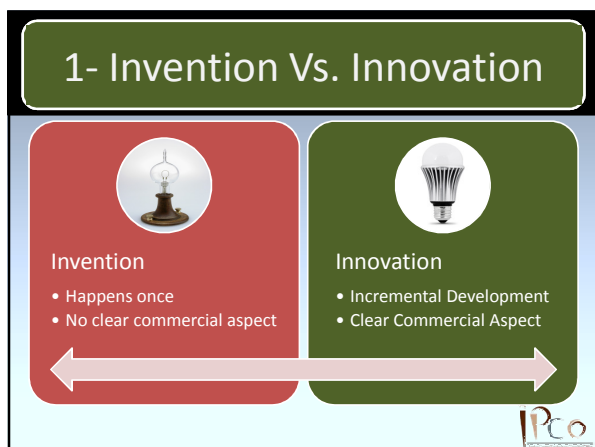 1- Invention Vs. Innovation
Invention
• Happens once
• No clear commercial aspect
Innovation
• Incremental Development
• Clear Commercial Aspect
IPco